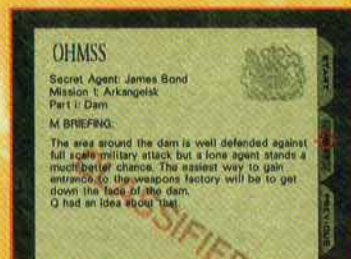 OHMSS
Secret Agent: James Bond
Mission 1: Arkangelsk
Part i: Dam
M BRIEFING:
The area around the dam is well defended against
full scale military attack but a lone agent stands a
much better chance. The easiest way to gain
entrance to the weapons factory will be to get
down the face of the dam.
Q had an idea about that.
START
PREVIOUS